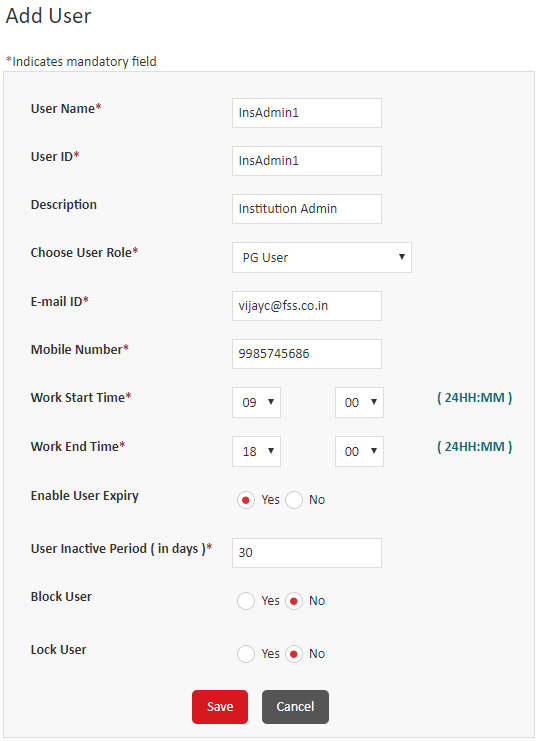 Add User
*Indicates mandatory field
User Name* InsAdmin1
User ID* InsAdmin1
Description Institution Admin
Choose User Role* PG User
E-mail ID* vijayc@fss.co.in
Mobile Number* 9985745686
Work Start Time* 09 00 ( 24HH:MM )
Work End Time* 18 00 ( 24HH:MM )
Enable User Expiry Yes No
User Inactive Period ( in days )* 30
Block User Yes No
Lock User Yes No
Save Cancel